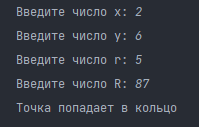 Введите число x: 2
Введите число y: 6
Введите число r: 5
Введите число R: 87
Точка попадает в кольцо